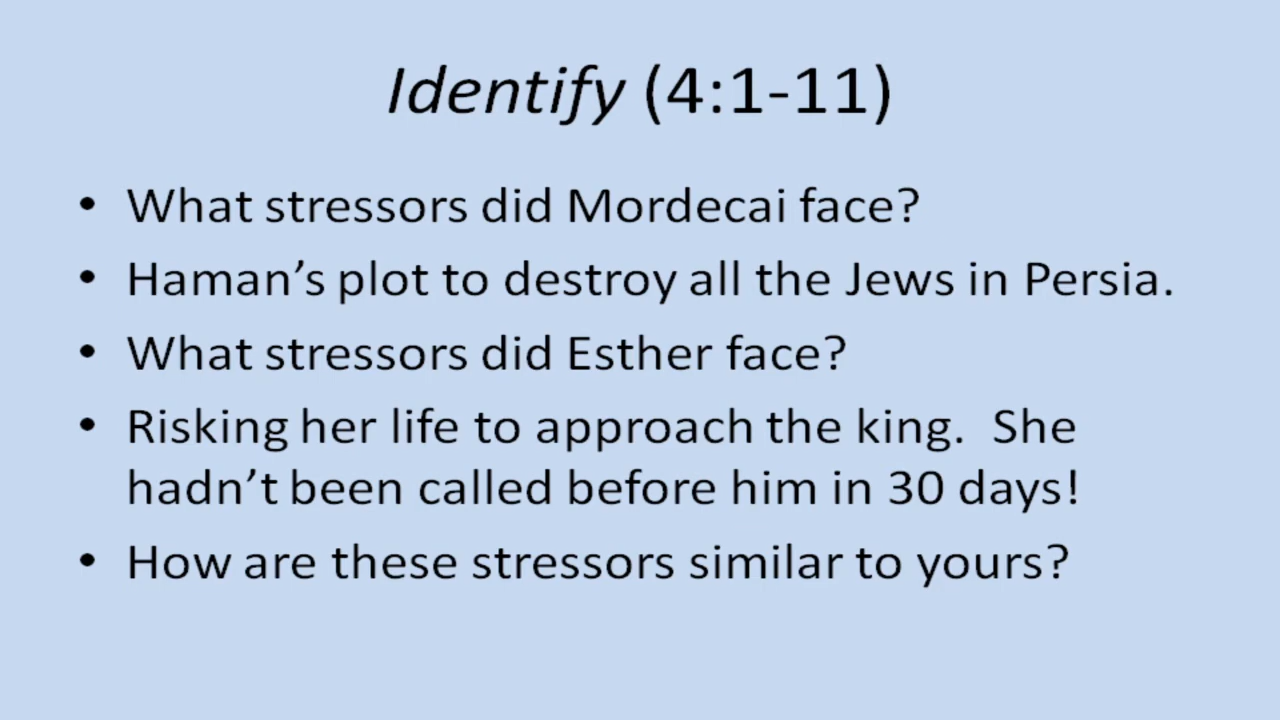 Identify (4:1-11)
• What stressors did Mordecai face?
• Haman’s plot to destroy all the Jews in Persia.
• What stressors did Esther face?
• Risking her life to approach the king.  She
hadn’t been called before him in 30 days!
• How are these stressors similar to yours?